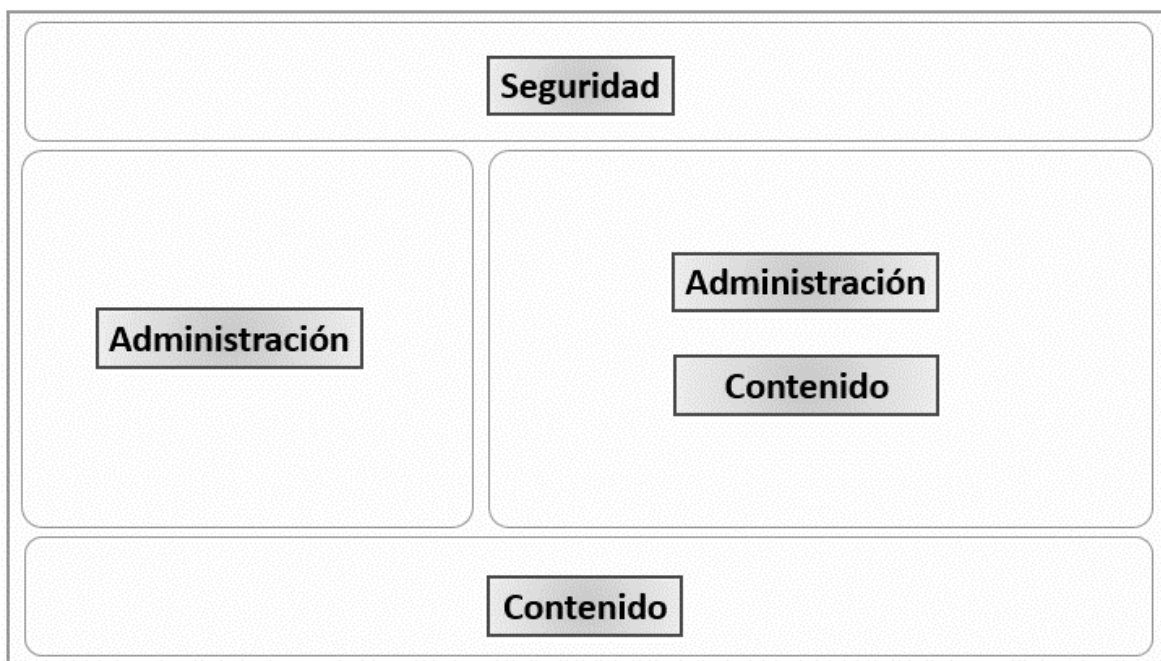 Seguridad
Administración
Administración
Contenido
Contenido